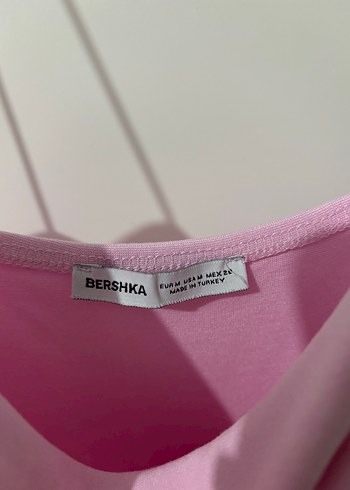 BERSHKA
EUR M USA M MEX 28
MADE IN TURKEY